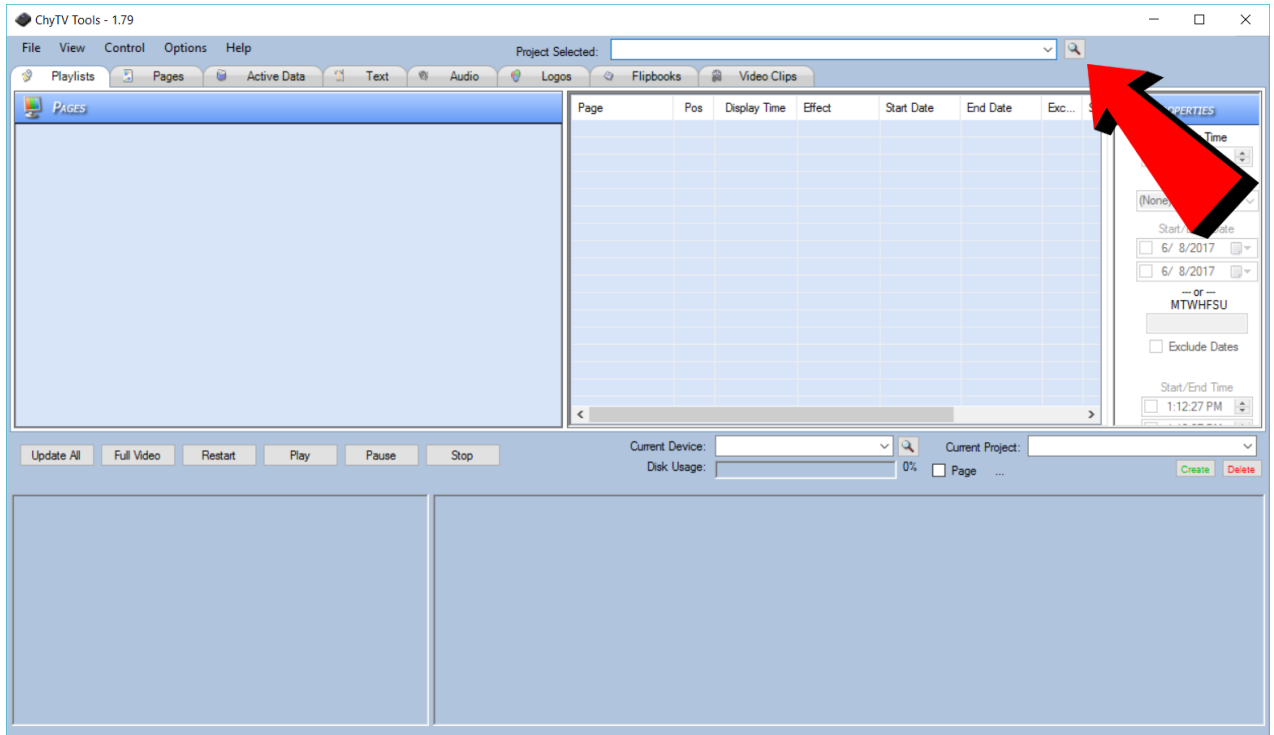 ChyTV Tools - 1.79
File View Control Options Help Project Selected:
Playlists Pages Active Data Text Audio Logos Flipbooks Video Clips
PAGES
Page Pos Display Time Effect Start Date End Date Exc...
Time
(None)
6/ 8/2017
6/ 8/2017
--- or ---
MTWHFSU
Exclude Dates
Start/End Time
1:12:27 PM
Update All Full Video Restart Play Pause Stop
Current Device: Current Project:
Disk Usage: 0% Page ... Create Delete